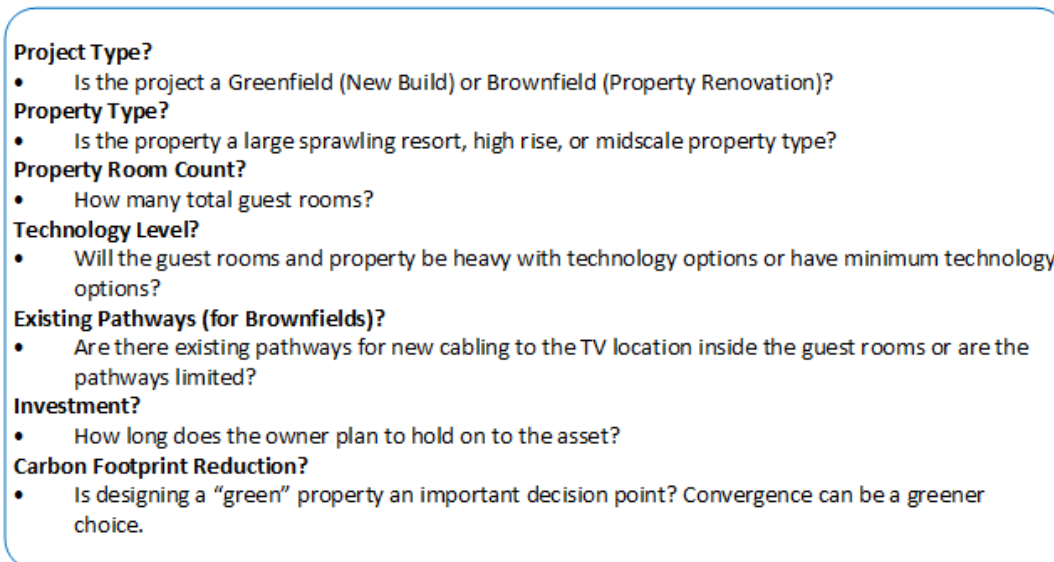 Project Type?
• Is the project a Greenfield (New Build) or Brownfield (Property Renovation)?
Property Type?
• Is the property a large sprawling resort, high rise, or midscale property type?
Property Room Count?
• How many total guest rooms?
Technology Level?
• Will the guest rooms and property be heavy with technology options or have minimum technology
options?
Existing Pathways (for Brownfields)?
• Are there existing pathways for new cabling to the TV location inside the guest rooms or are the
pathways limited?
Investment?
• How long does the owner plan to hold on to the asset?
Carbon Footprint Reduction?
• Is designing a “green” property an important decision point? Convergence can be a greener
choice.